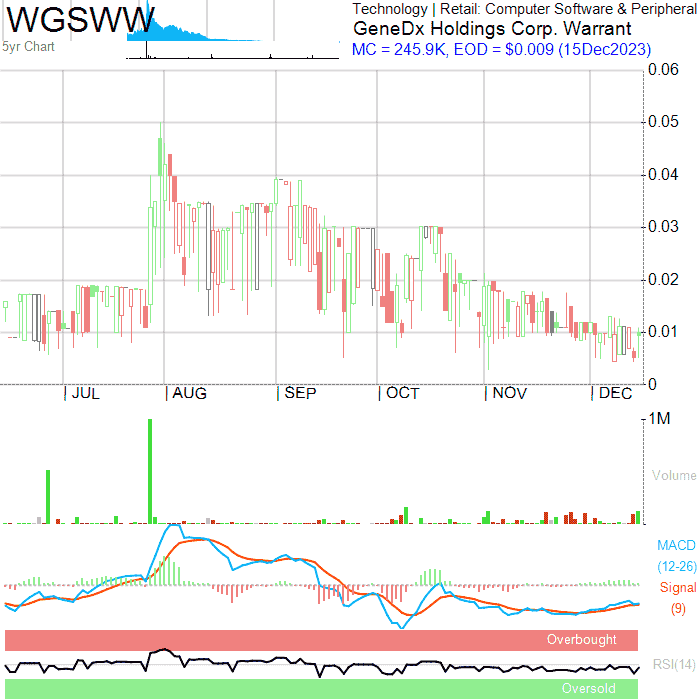 WGSWW
5yr Chart
Technology | Retail: Computer Software & Peripheral
GeneDx Holdings Corp. Warrant
MC = 245.9K, EOD = $0.009 (15Dec2023)
0.06
0.05
0.04
0.03
0.02
0.01
0
JUL AUG SEP OCT NOV DEC
1M
Volume
MACD
(12-26)
Signal
(9)
Overbought
RSI(14)
Oversold